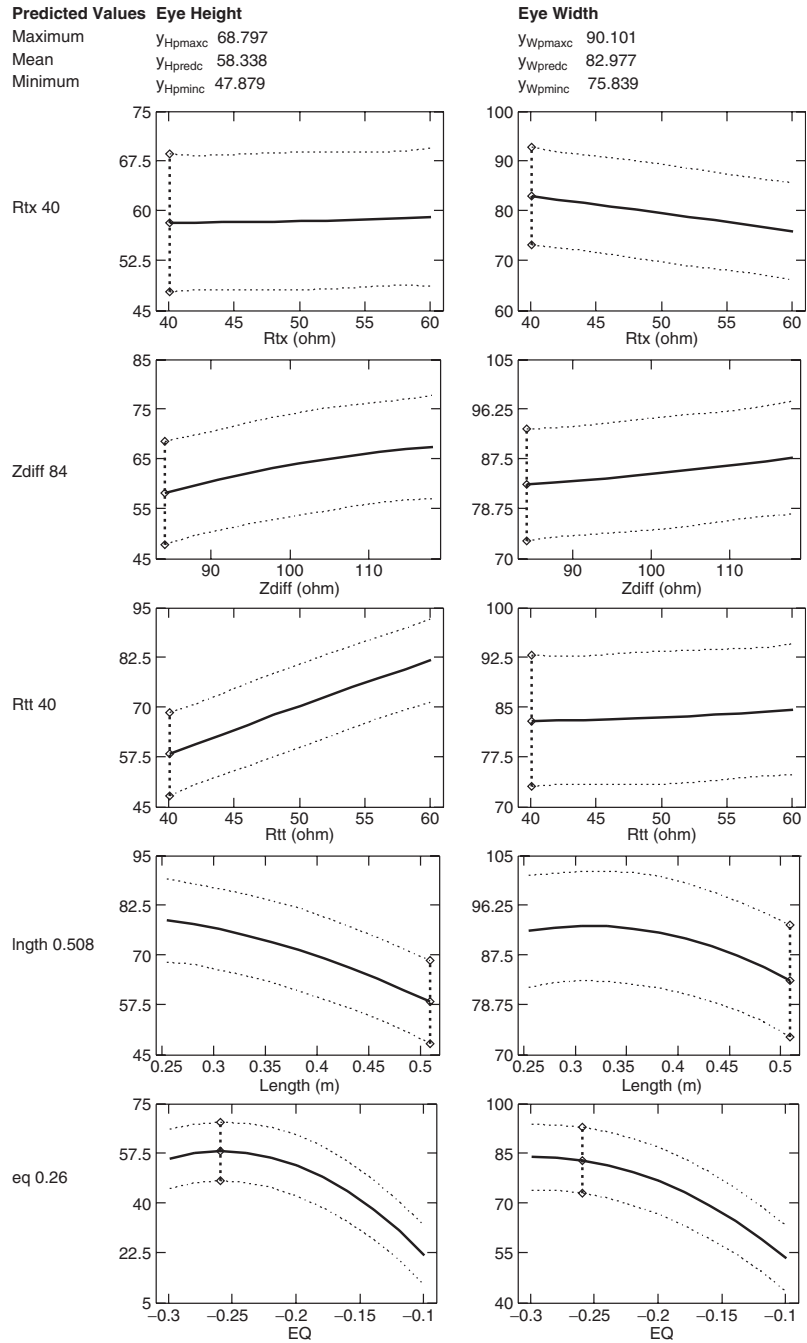 Predicted Values Eye Height Eye Width
Maximum y_Hpmaxc 68.797 y_Wpmaxc 90.101
Mean y_Hpredc 58.338 y_Wpredc 82.977
Minimum y_Hpminc 47.879 y_Wpminc 75.839
Rtx 40
75
67.5
60
52.5
45
40 45 50 55 60
Rtx (ohm)
100
90
80
70
60
40 45 50 55 60
Rtx (ohm)
Zdiff 84
85
75
65
55
45
90 100 110
Zdiff (ohm)
105
96.25
87.5
78.75
70
90 100 110
Zdiff (ohm)
Rtt 40
95
82.5
70
57.5
45
40 45 50 55 60
Rtt (ohm)
100
92.5
85
77.5
70
40 45 50 55 60
Rtt (ohm)
lngth 0.508
95
82.5
70
57.5
45
0.25 0.3 0.35 0.4 0.45 0.5
Length (m)
105
96.25
87.5
78.75
70
0.25 0.3 0.35 0.4 0.45 0.5
Length (m)
eq 0.26
75
57.5
40
22.5
5
−0.3 −0.25 −0.2 −0.15 −0.1
EQ
100
85
70
55
40
−0.3 −0.25 −0.2 −0.15 −0.1
EQ